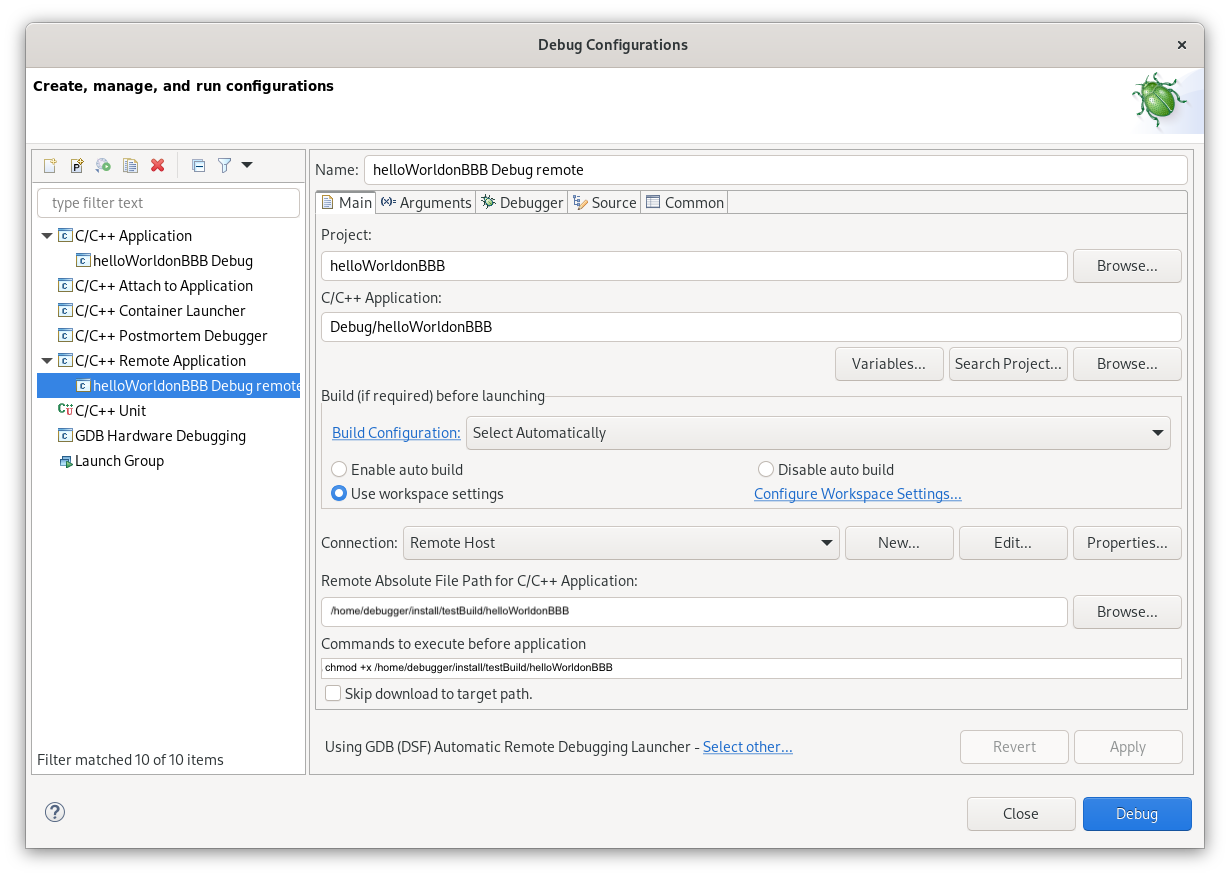 Debug Configurations
Create, manage, and run configurations
type filter text
C/C++ Application
helloWorldonBBB Debug
C/C++ Attach to Application
C/C++ Container Launcher
C/C++ Postmortem Debugger
C/C++ Remote Application
helloWorldonBBB Debug remote
C/C++ Unit
GDB Hardware Debugging
Launch Group
Filter matched 10 of 10 items
Name: helloWorldonBBB Debug remote
Main Arguments Debugger Source Common
Project:
helloWorldonBBB Browse...
C/C++ Application:
Debug/helloWorldonBBB
Variables... Search Project... Browse...
Build (if required) before launching
Build Configuration: Select Automatically
Enable auto build Disable auto build
Use workspace settings Configure Workspace Settings...
Connection: Remote Host New... Edit... Properties...
Remote Absolute File Path for C/C++ Application:
/home/debugger/install/testBuild/helloWorldonBBB Browse...
Commands to execute before application
chmod +x /home/debugger/install/testBuild/helloWorldonBBB
Skip download to target path.
Using GDB (DSF) Automatic Remote Debugging Launcher - Select other... Revert Apply
Close Debug